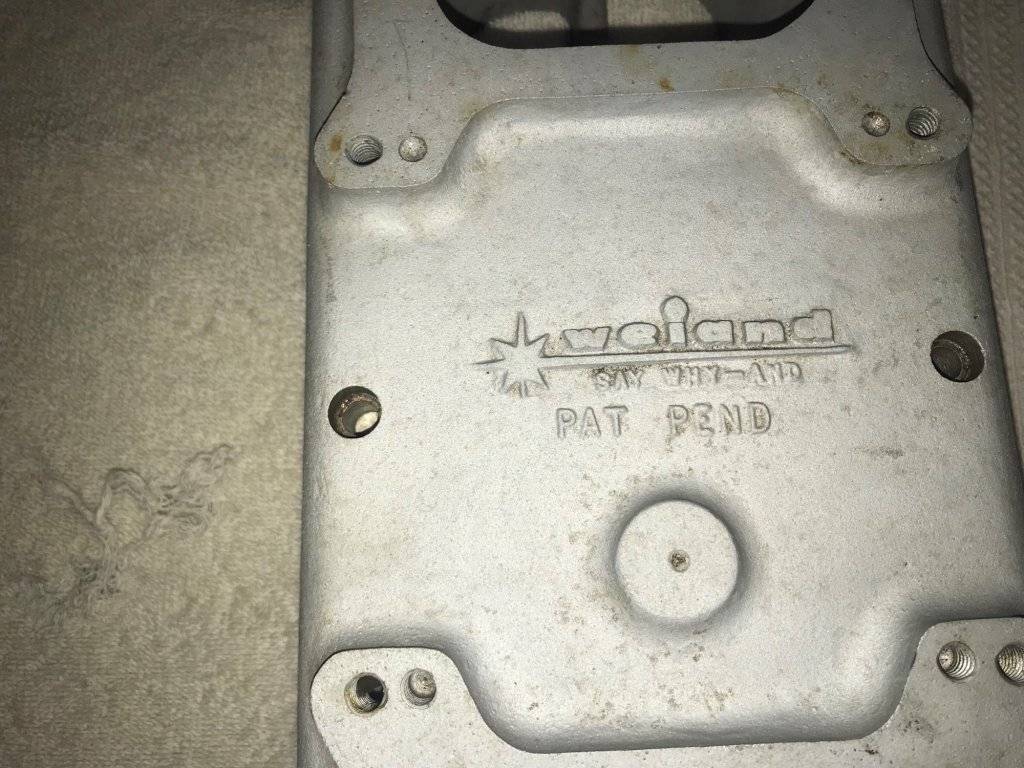 weiand
SAY WHY-AND
PAT PEND